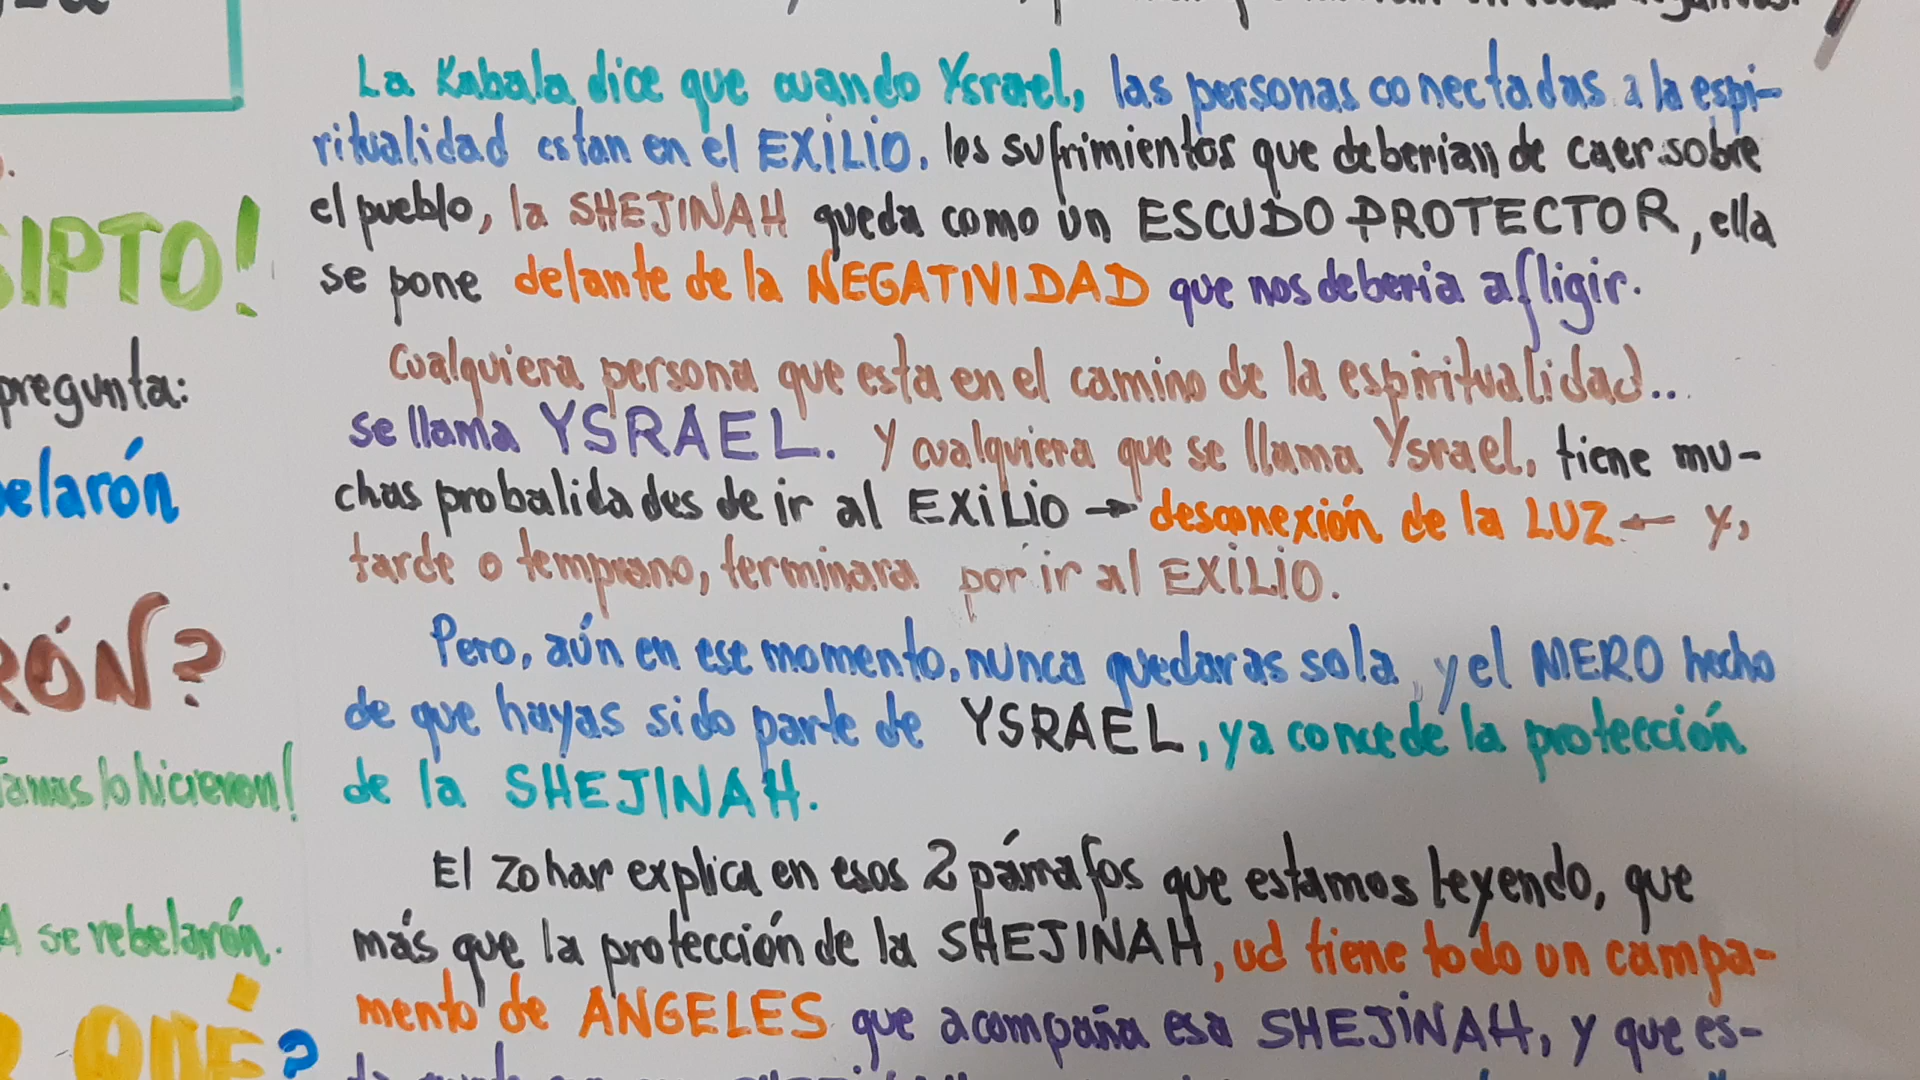 SIPTO!
pregunta:
elarón
RÓN?
Jamas lo hicieron!
A se rebelarón.
QUÉ?
La Kabala dice que cuando Ysrael, las personas conectadas a la espi-
ritualidad estan en el EXILIO. los sufrimientos que deberian de caer sobre
el pueblo, la SHEJINAH queda como un ESCUDO PROTECTOR, ella
se pone delante de la NEGATIVIDAD que nos deberia afligir.
Cualquiera persona que esta en el camino de la espiritualidad...
se llama YSRAEL. Y cualquiera que se llama Ysrael, tiene mu-
chas probalidades de ir al EXILIO → desconexión de la LUZ ← y,
tarde o temprano, terminara por ir al EXILIO.
Pero, aún en ese momento, nunca quedaras sola, y el MERO hecho
de que hayas sido parte de YSRAEL, ya concede la protección
de la SHEJINAH.
El Zohar explica en esos 2 párrafos que estamos leyendo, que
más que la protección de la SHEJINAH, ud tiene todo un campa-
mento de ANGELES que acompaña esa SHEJINAH, y que es-